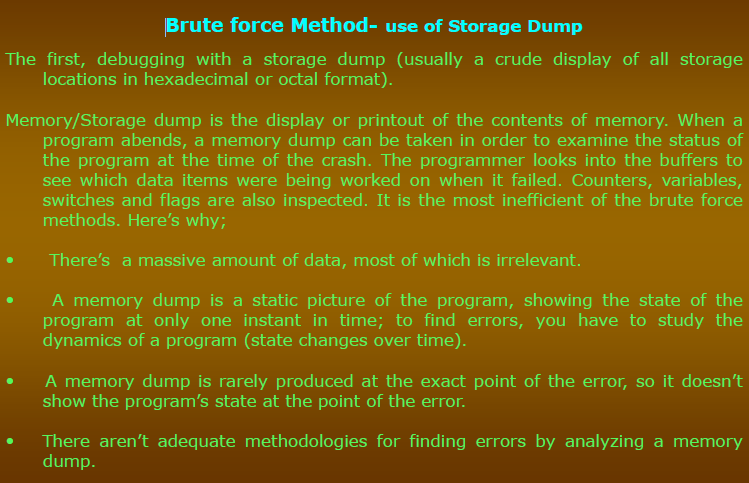 Brute force Method- use of Storage Dump
The first, debugging with a storage dump (usually a crude display of all storage
locations in hexadecimal or octal format).
Memory/Storage dump is the display or printout of the contents of memory. When a
program abends, a memory dump can be taken in order to examine the status of
the program at the time of the crash. The programmer looks into the buffers to
see which data items were being worked on when it failed. Counters, variables,
switches and flags are also inspected. It is the most inefficient of the brute force
methods. Here’s why;
• There’s a massive amount of data, most of which is irrelevant.
• A memory dump is a static picture of the program, showing the state of the
program at only one instant in time; to find errors, you have to study the
dynamics of a program (state changes over time).
• A memory dump is rarely produced at the exact point of the error, so it doesn’t
show the program’s state at the point of the error.
• There aren’t adequate methodologies for finding errors by analyzing a memory
dump.